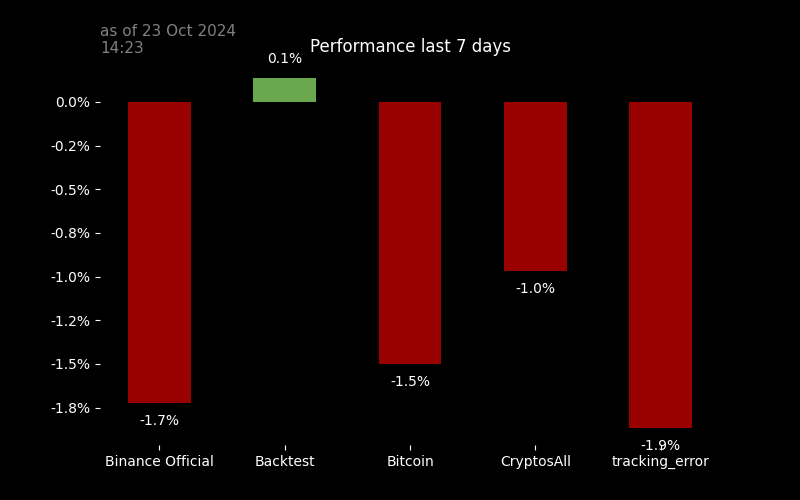 as of 23 Oct 2024
14:23
Performance last 7 days
0.1%
0.0%
-0.2%
-0.5%
-0.8%
-1.0%
-1.2%
-1.5%
-1.8%
-1.7%
-1.5%
-1.0%
-1.9%
Binance Official
Backtest
Bitcoin
CryptosAll
tracking_error